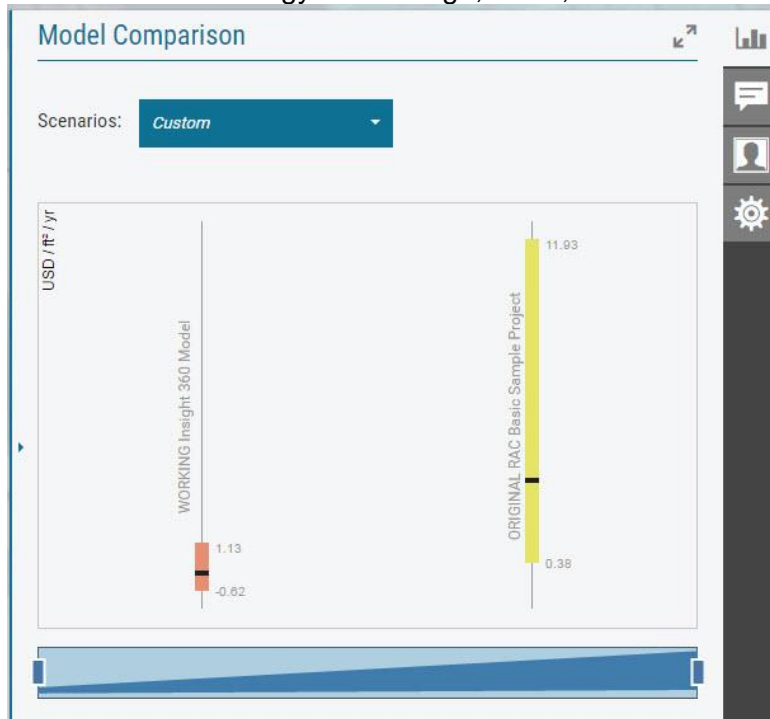 Model Comparison
Scenarios:
Custom
USD / ft² / yr
WORKING Insight 360 Model
1.13
-0.62
ORIGINAL RAC Basic Sample Project
11.93
0.38